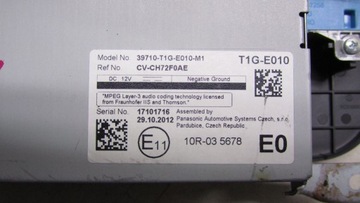 Model No 39710-T1G-E010-M1 T1G-E010
Ref No CV-CH72F0AE
DC 12V Negative Ground
"MPEG Layer-3 audio coding technology licensed
from Fraunhofer IIS and Thomson."
Serial No. 17101716
29.10.2012
Assembled by
Panasonic Automotive Systems Czech, s.r.o.
Pardubice, Czech Republic
E11 10R-03 5678 E0